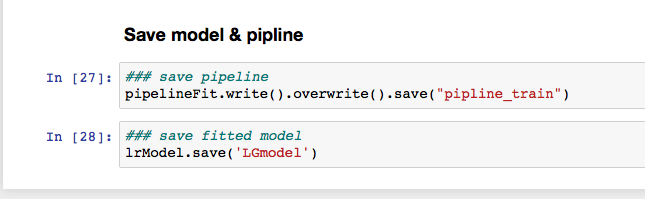 Save model & pipline
In [27]: ### save pipeline
pipelineFit.write().overwrite().save("pipline_train")
In [28]: ### save fitted model
lrModel.save('LGmodel')